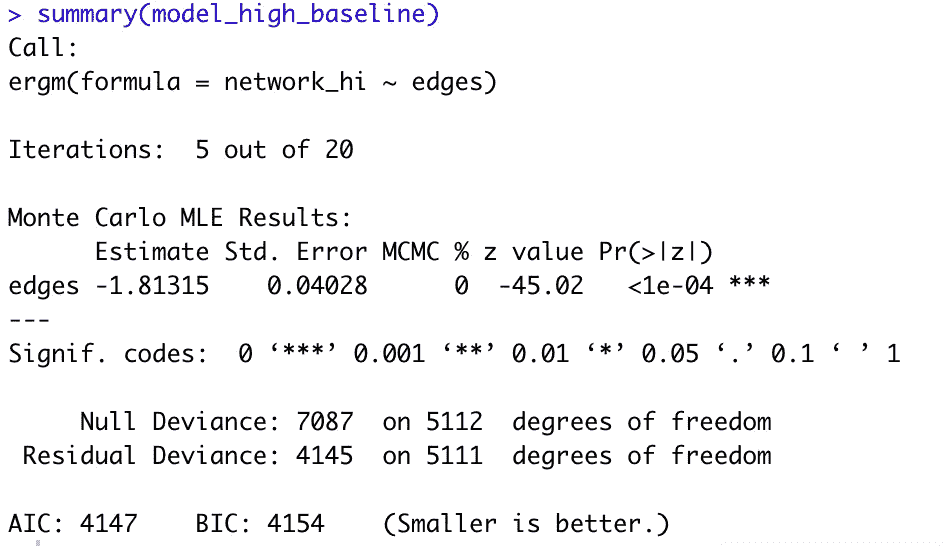 > summary(model_high_baseline)
Call:
ergm(formula = network_hi ~ edges)
Iterations:  5 out of 20
Monte Carlo MLE Results:
      Estimate Std. Error MCMC % z value Pr(>|z|)
edges -1.81315    0.04028      0  -45.02   <1e-04 ***
---
Signif. codes:  0 ‘***’ 0.001 ‘**’ 0.01 ‘*’ 0.05 ‘.’ 0.1 ‘ ’ 1
     Null Deviance: 7087  on 5112  degrees of freedom
 Residual Deviance: 4145  on 5111  degrees of freedom
AIC: 4147    BIC: 4154    (Smaller is better.)